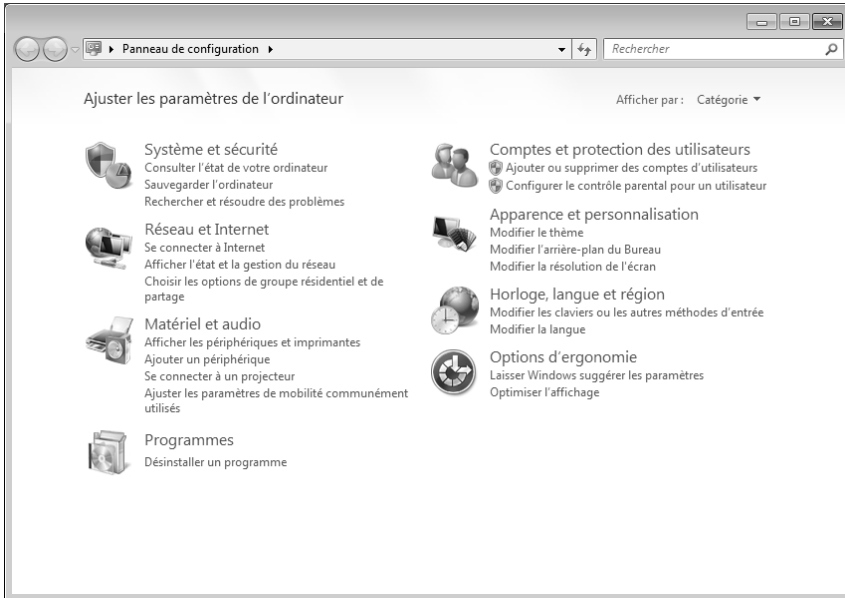 Panneau de configuration
Rechercher
Ajuster les paramètres de l'ordinateur
Afficher par : Catégorie
Système et sécurité
Consulter l'état de votre ordinateur
Sauvegarder l'ordinateur
Rechercher et résoudre des problèmes
Réseau et Internet
Se connecter à Internet
Afficher l'état et la gestion du réseau
Choisir les options de groupe résidentiel et de
partage
Matériel et audio
Afficher les périphériques et imprimantes
Ajouter un périphérique
Se connecter à un projecteur
Ajuster les paramètres de mobilité communément
utilisés
Programmes
Désinstaller un programme
Comptes et protection des utilisateurs
Ajouter ou supprimer des comptes d'utilisateurs
Configurer le contrôle parental pour un utilisateur
Apparence et personnalisation
Modifier le thème
Modifier l'arrière-plan du Bureau
Modifier la résolution de l'écran
Horloge, langue et région
Modifier les claviers ou les autres méthodes d'entrée
Modifier la langue
Options d'ergonomie
Laisser Windows suggérer les paramètres
Optimiser l'affichage